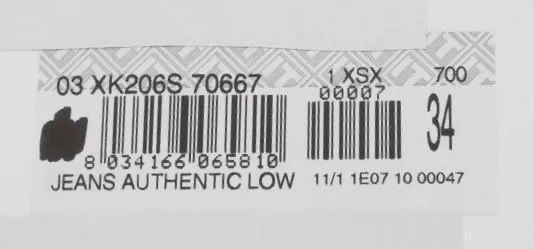 03 XK206S 70667 1 XSX 700
00007
34
8 034166 065810
JEANS AUTHENTIC LOW 11/1 1E07 10 00047